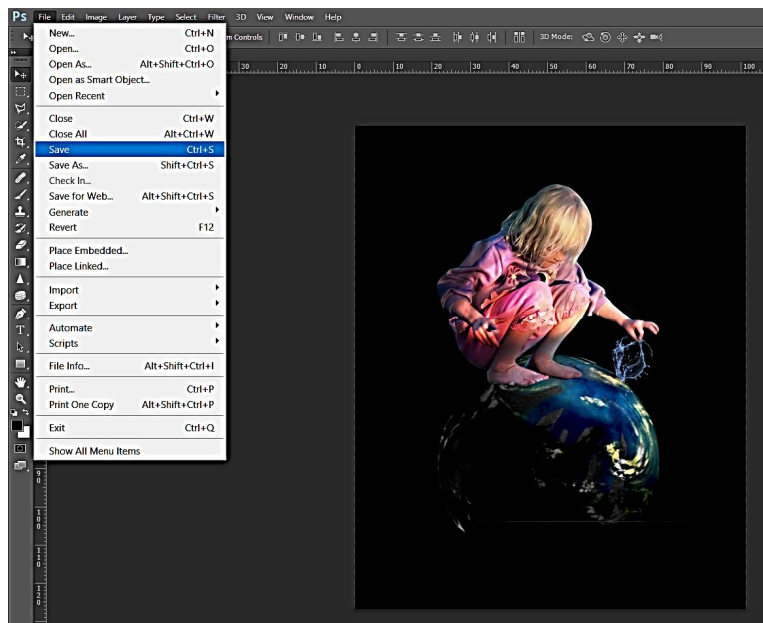 Ps File Edit Image Layer Type Select Filter 3D View Window Help
m Controls 3D Mode:
New... Ctrl+N
Open... Ctrl+O
Open As... Alt+Shift+Ctrl+O
Open as Smart Object...
Open Recent
Close Ctrl+W
Close All Alt+Ctrl+W
Save Ctrl+S
Save As... Shift+Ctrl+S
Check In...
Save for Web... Alt+Shift+Ctrl+S
Generate
Revert F12
Place Embedded...
Place Linked...
Import
Export
Automate
Scripts
File Info... Alt+Shift+Ctrl+I
Print... Ctrl+P
Print One Copy Alt+Shift+Ctrl+P
Exit Ctrl+Q
Show All Menu Items
30 20 10 0 10 20 30 40 50 60 70 80 90 100
90
100
110
120